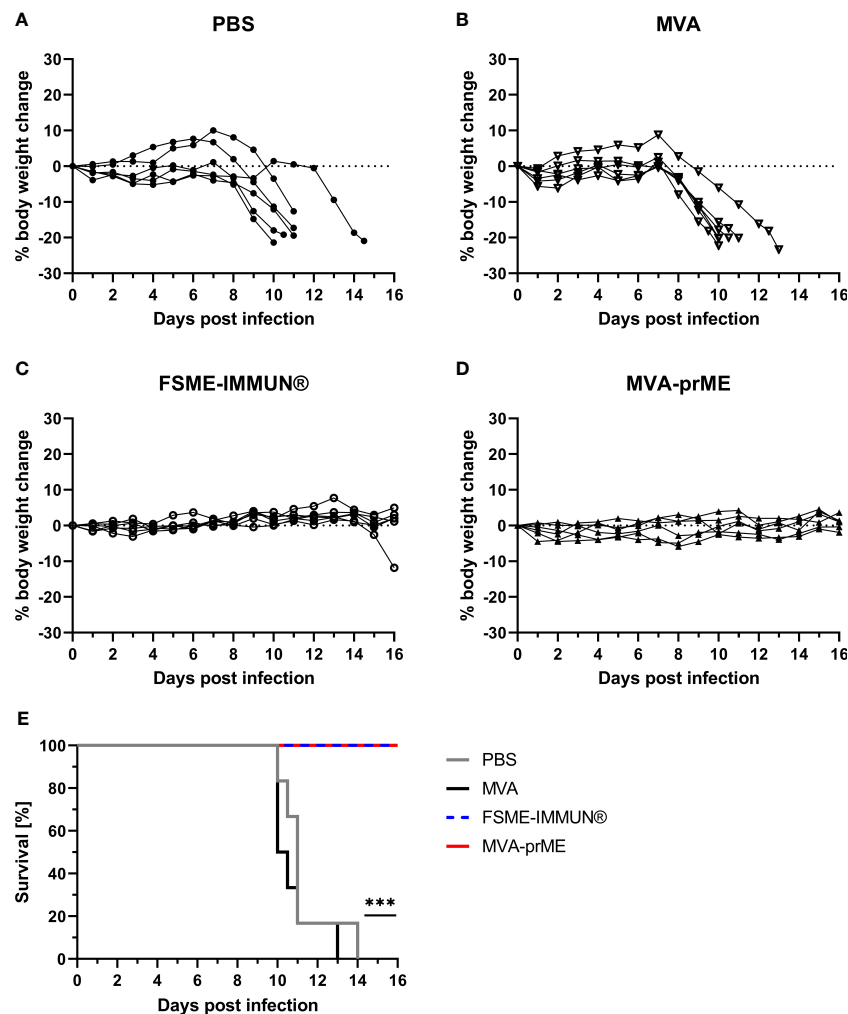 A
PBS
% body weight change
30
20
10
0
-10
-20
-30
0 2 4 6 8 10 12 14 16
Days post infection
B
MVA
% body weight change
30
20
10
0
-10
-20
-30
0 2 4 6 8 10 12 14 16
Days post infection
C
FSME-IMMUN®
% body weight change
30
20
10
0
-10
-20
-30
0 2 4 6 8 10 12 14 16
Days post infection
D
MVA-prME
% body weight change
30
20
10
0
-10
-20
-30
0 2 4 6 8 10 12 14 16
Days post infection
E
Survival [%]
100
80
60
40
20
0
***
0 2 4 6 8 10 12 14 16
Days post infection
PBS
MVA
FSME-IMMUN®
MVA-prME